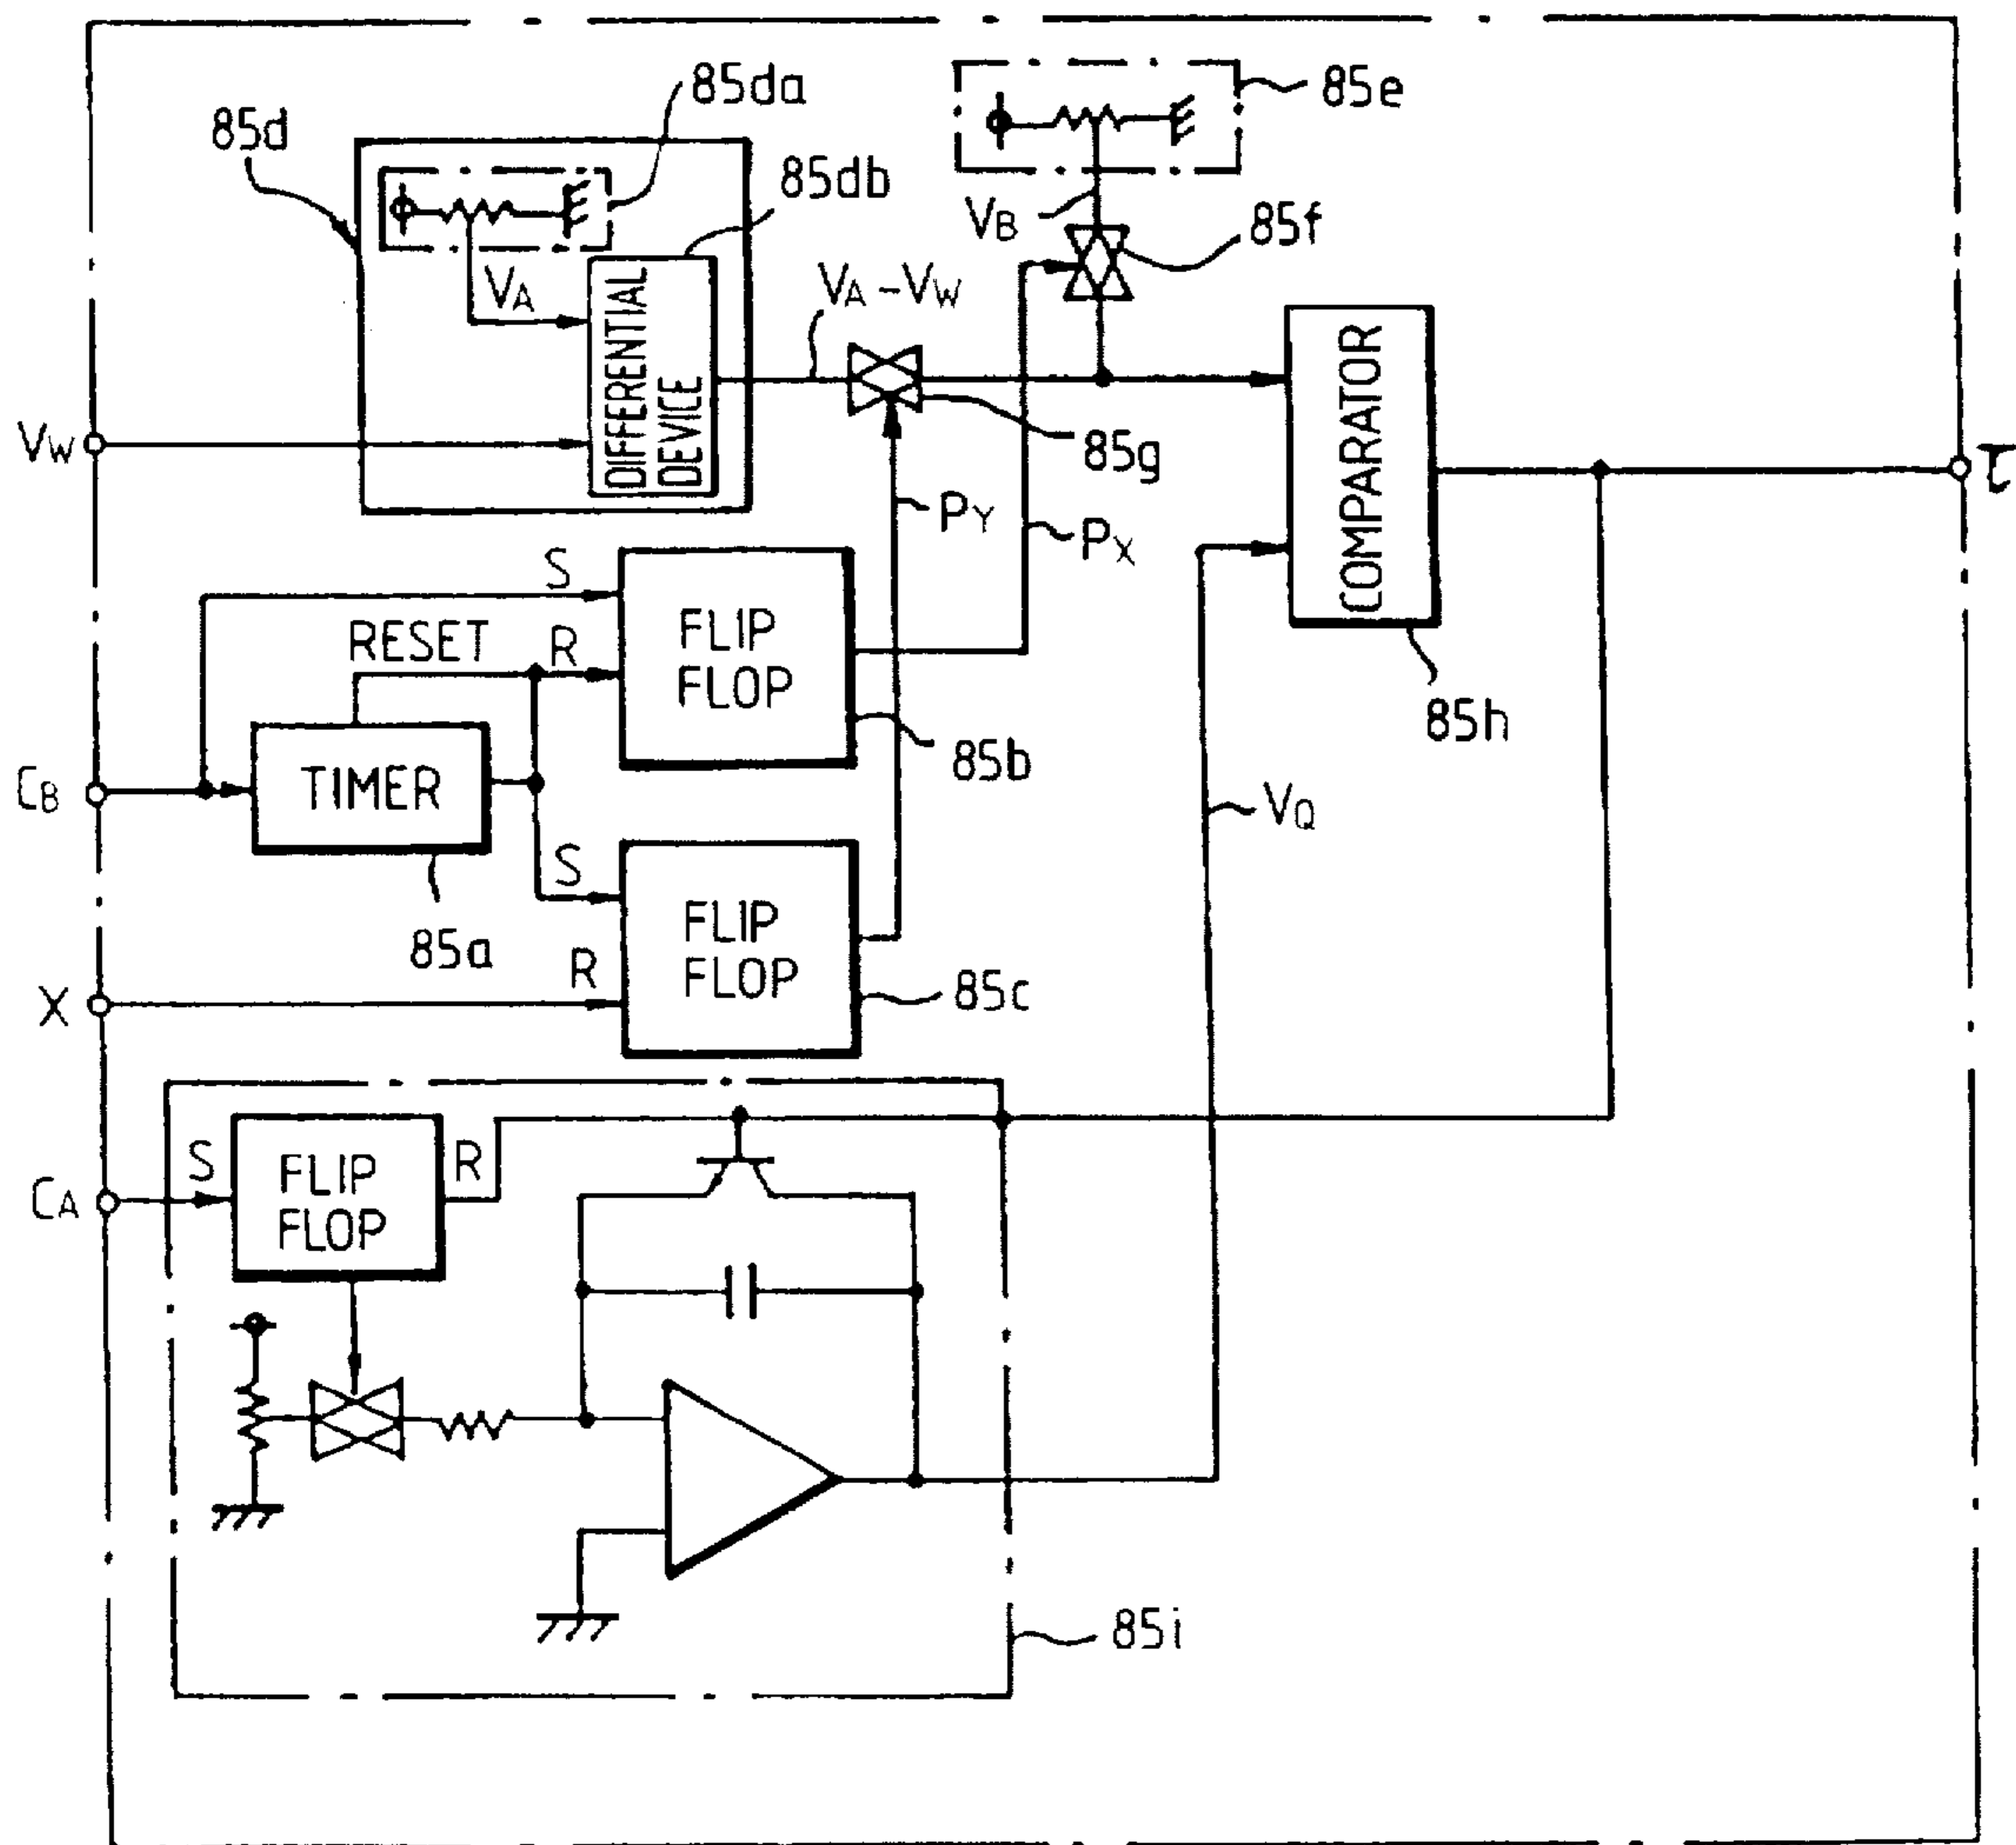 85da
85e
85d
85db
VB
85f
VA
VA-VW
DIFFERENTIAL
DEVICE
COMPARATOR
VW
85g
τ
PY
PX
S
FLIP
FLOP
RESET
R
85h
85b
CB
TIMER
VQ
S
FLIP
FLOP
85a
R
85c
X
S
FLIP
FLOP
R
CA
85i